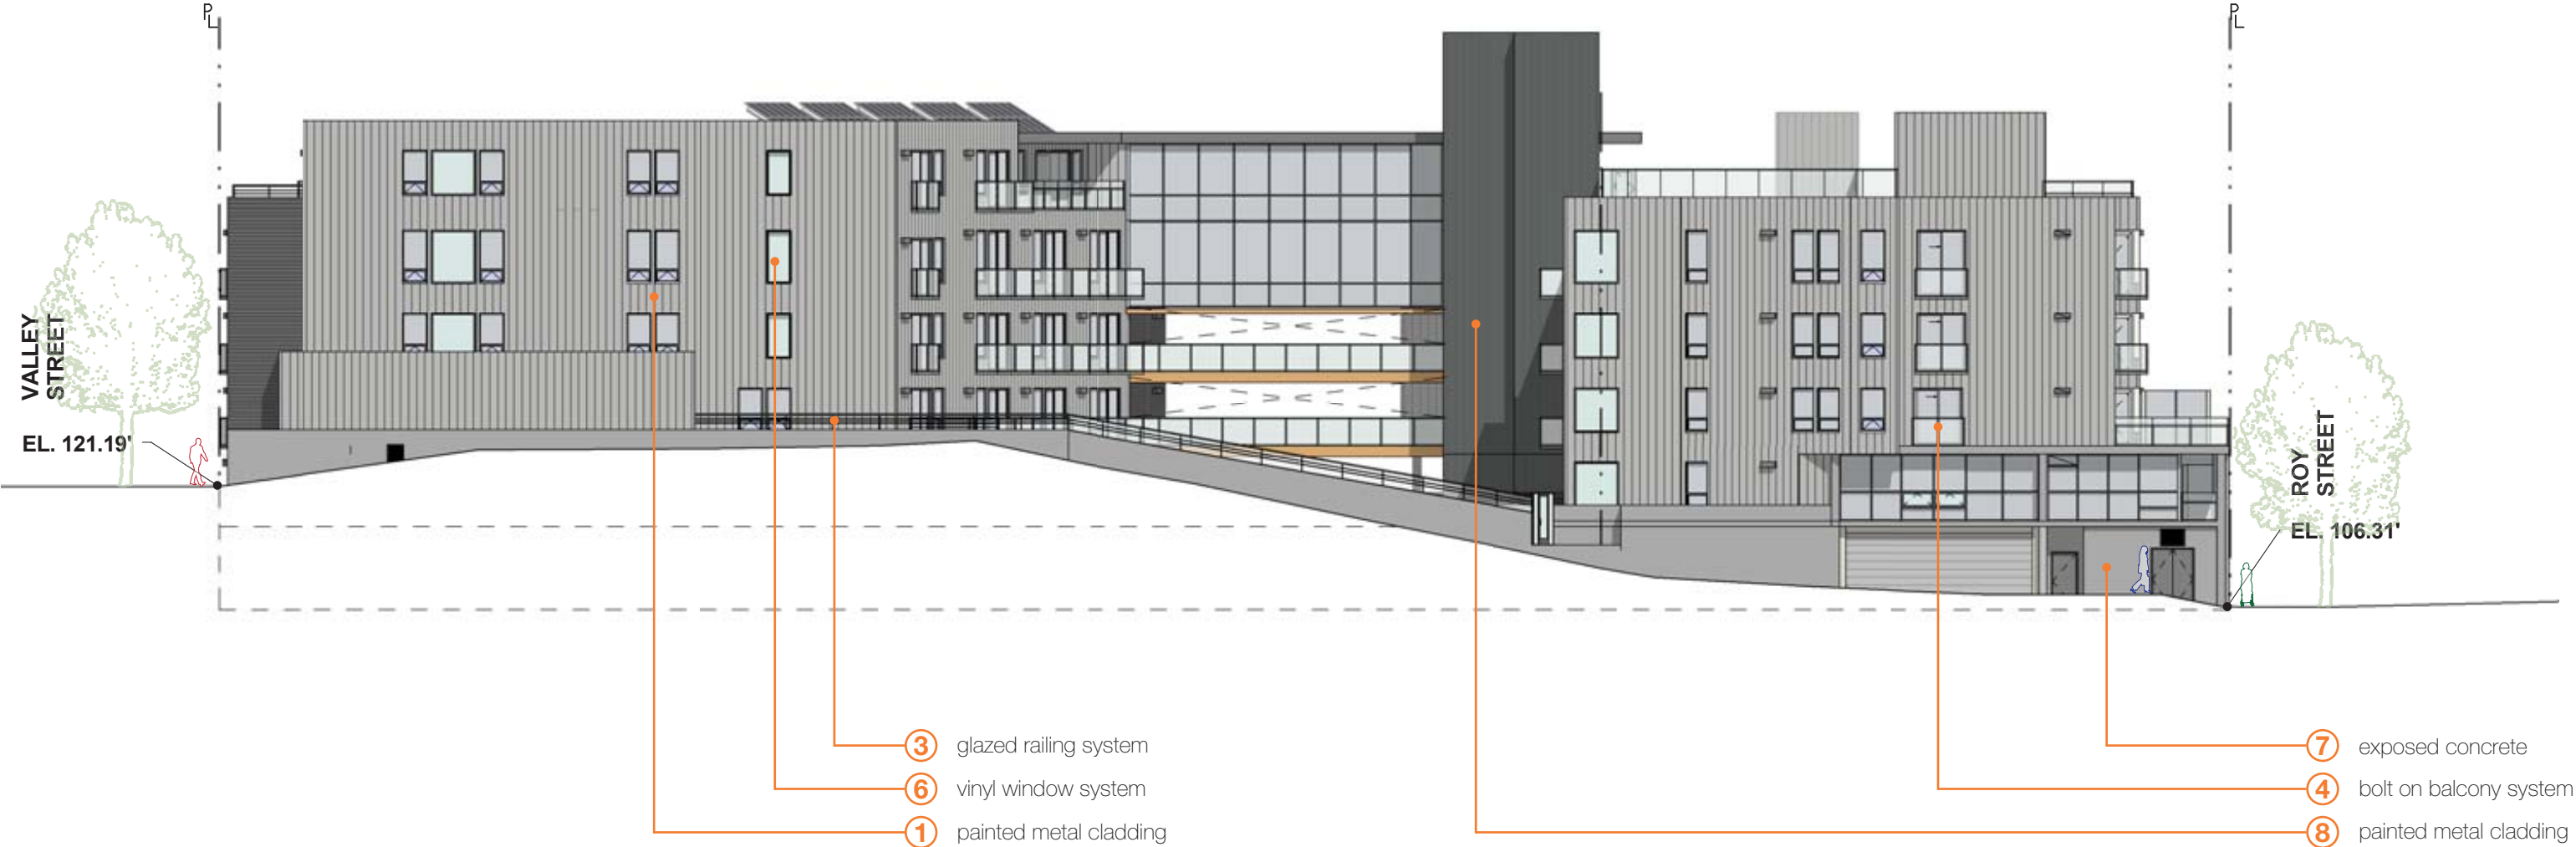 PL
PL
VALLEY
STREET
EL. 121.19'
ROY
STREET
EL. 106.31'
3 glazed railing system
6 vinyl window system
1 painted metal cladding
7 exposed concrete
4 bolt on balcony system
8 painted metal cladding